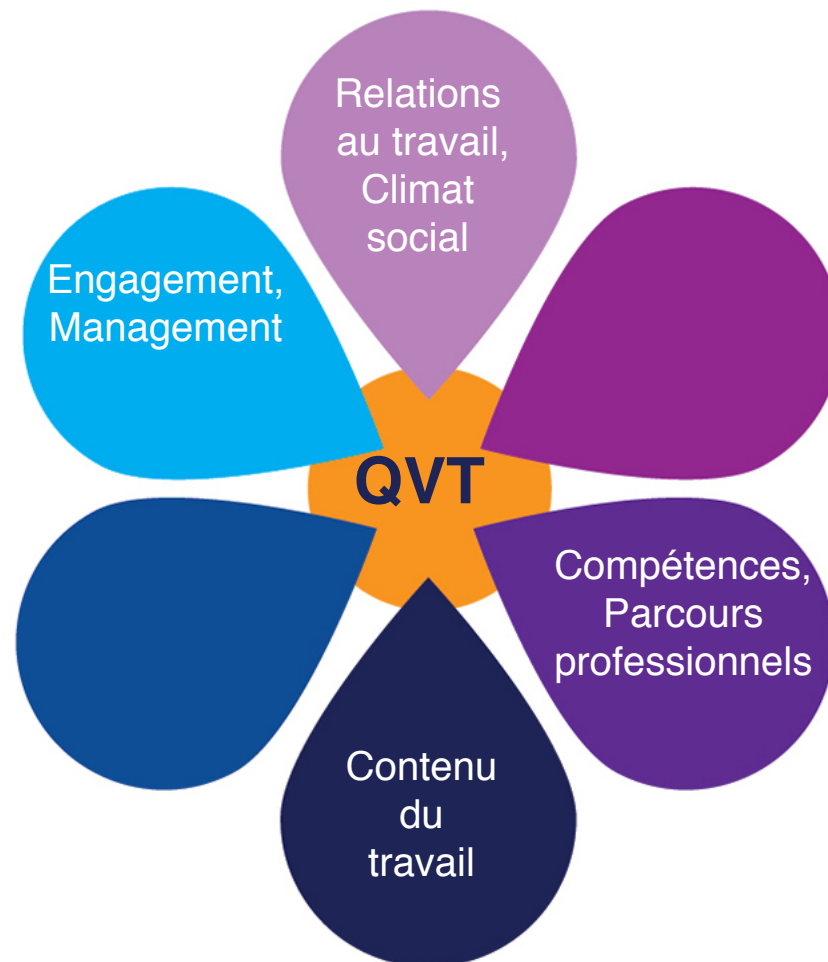 Relations
au travail,
Climat
social
Engagement,
Management
QVT
Compétences,
Parcours
professionnels
Contenu
du
travail